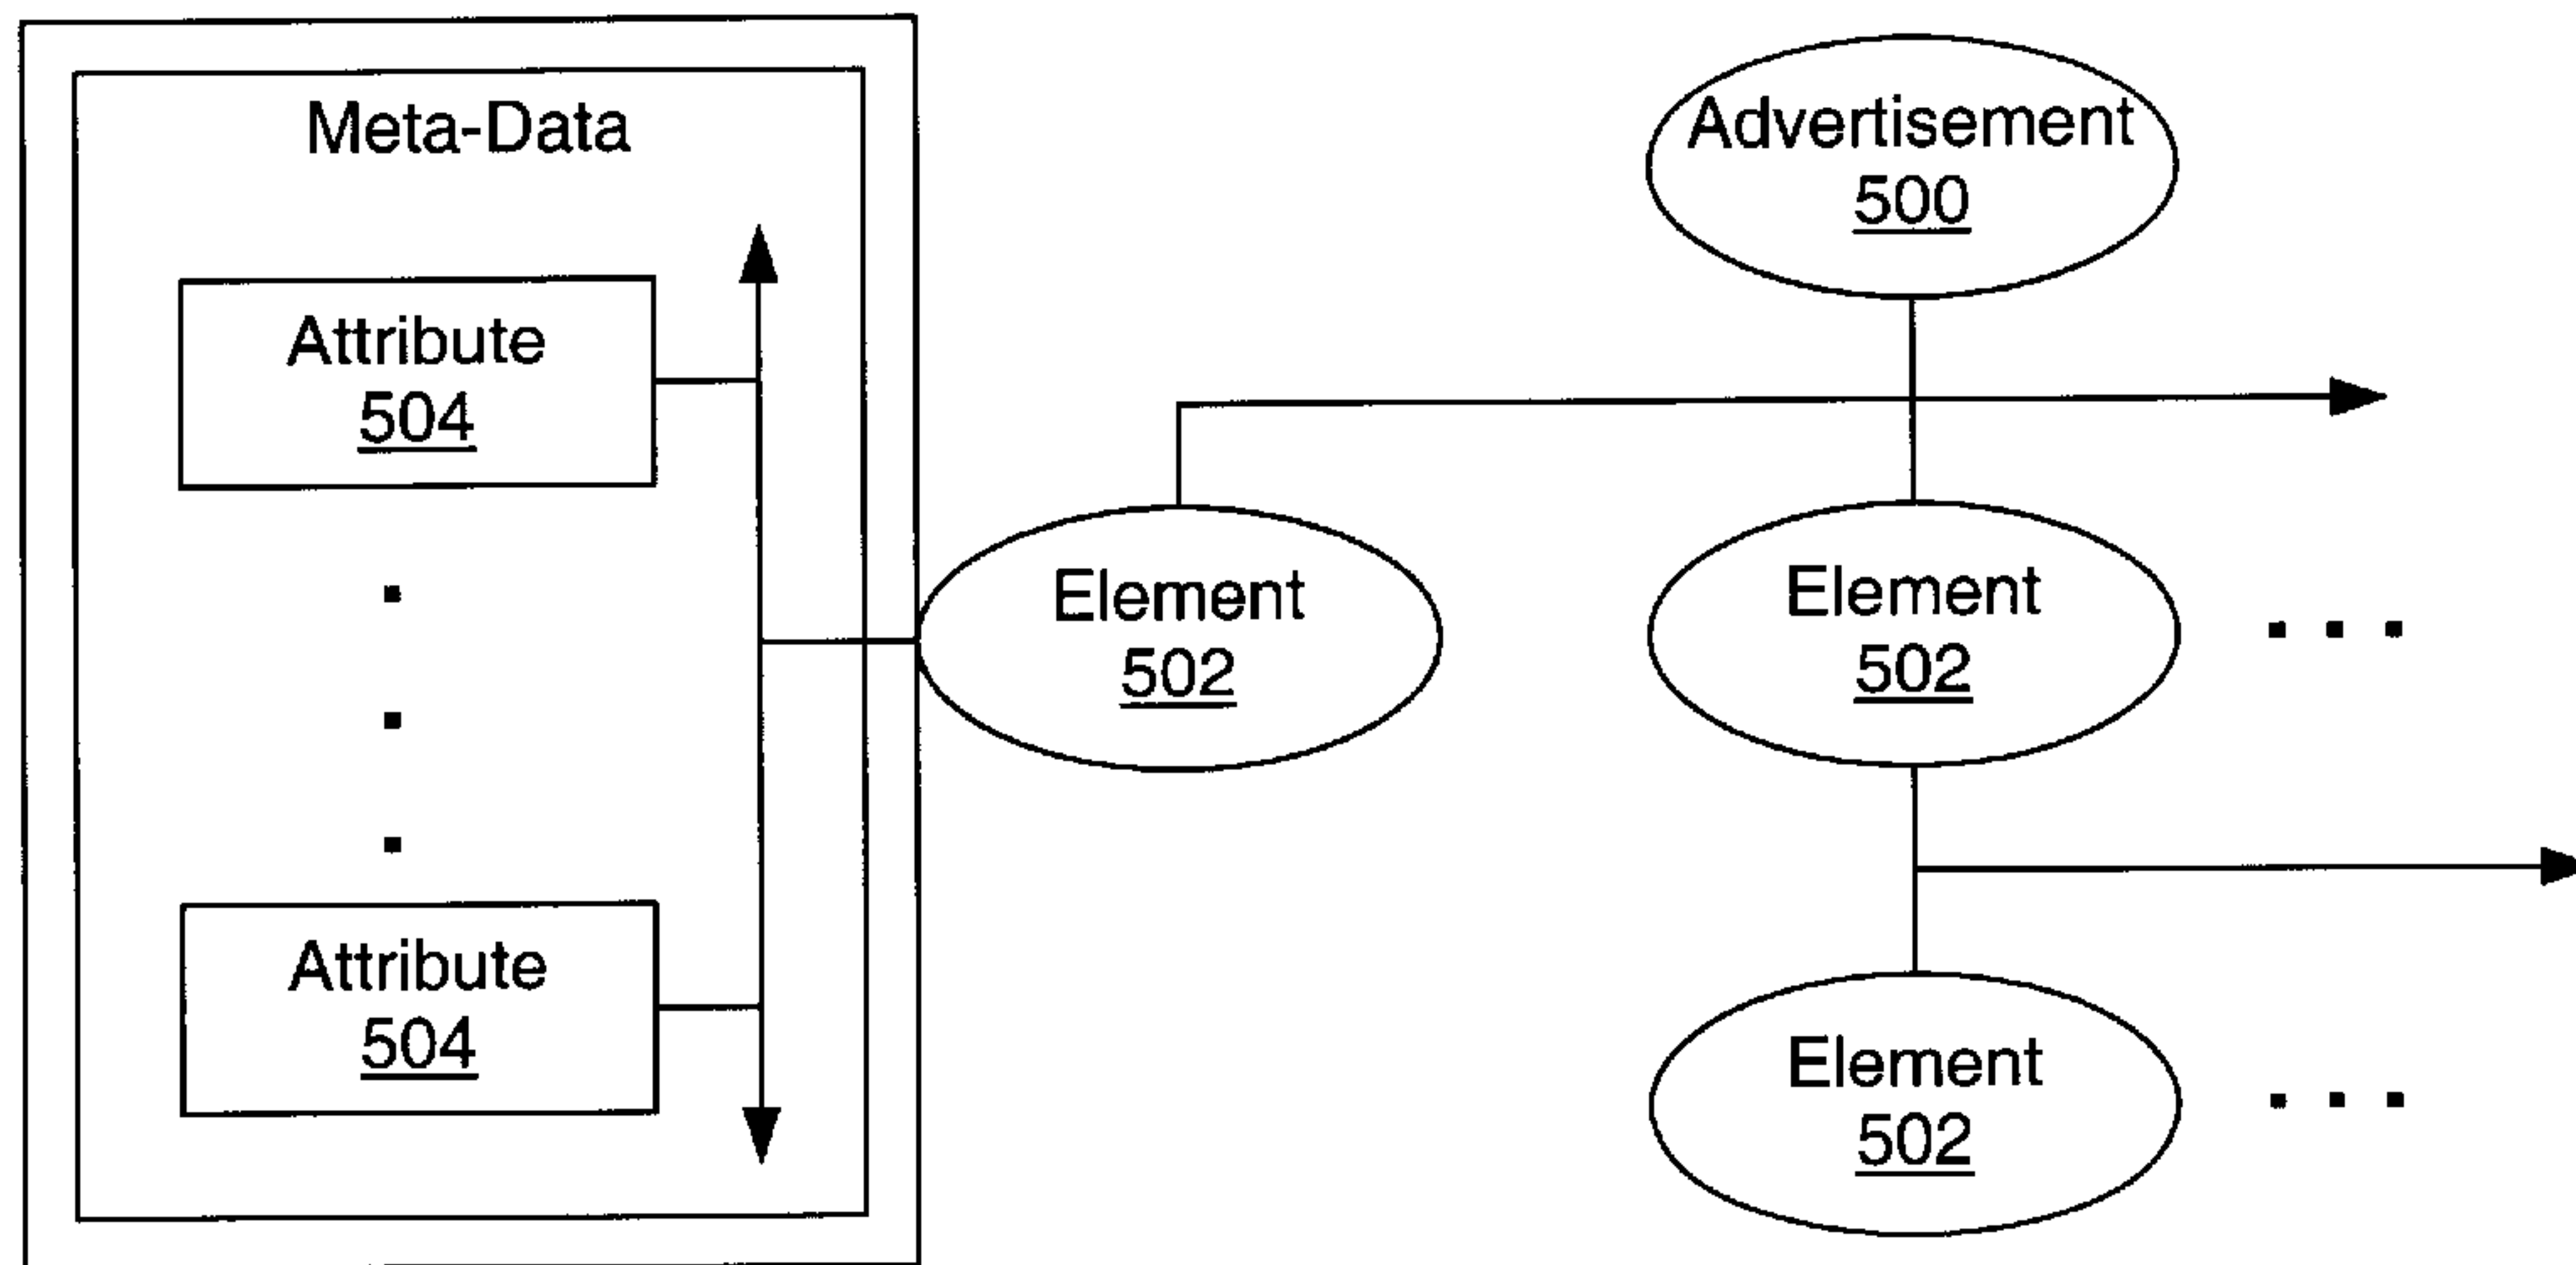 Meta-Data
Attribute
504
Attribute
504
Advertisement
500
Element
502
Element
502
Element
502